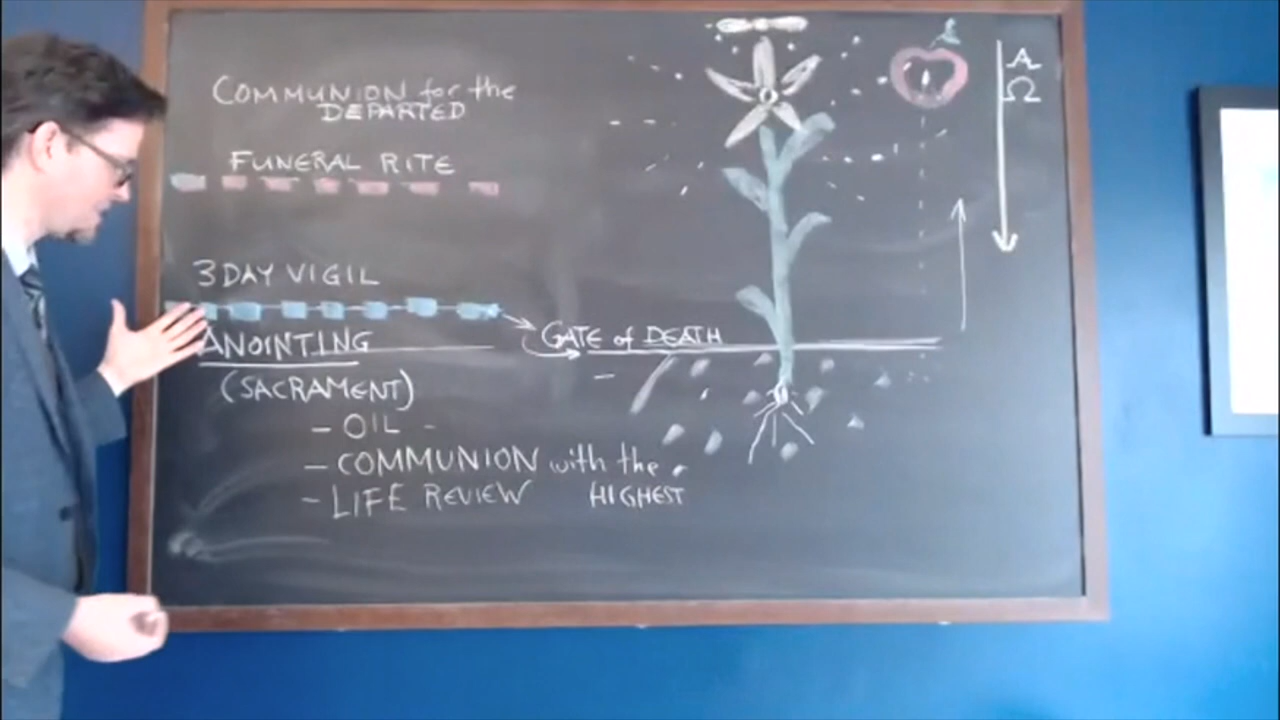 COMMUNION for the
DEPARTED
FUNERAL RITE
3 DAY VIGIL
ANOINTING
(SACRAMENT)
- OIL -
- COMMUNION with the
HIGHEST
- LIFE REVIEW
GATE of DEATH
A
Ω